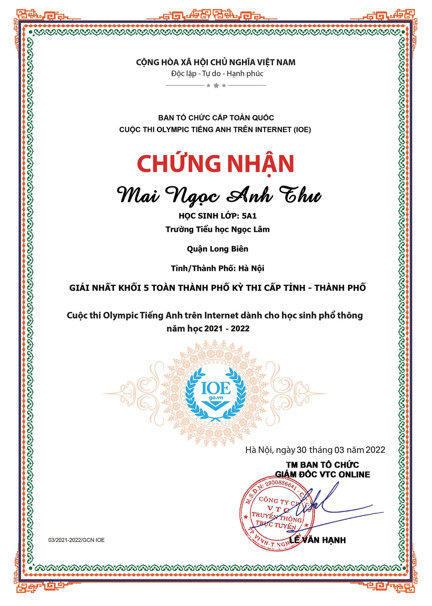 CỘNG HÒA XÃ HỘI CHỦ NGHĨA VIỆT NAM
Độc lập - Tự do - Hạnh phúc
BAN TỔ CHỨC CẤP TOÀN QUỐC
CUỘC THI OLYMPIC TIẾNG ANH TRÊN INTERNET (IOE)
CHỨNG NHẬN
Mai Ngọc Anh Thư
HỌC SINH LỚP: 5A1
Trường Tiểu học Ngọc Lâm
Quận Long Biên
Tỉnh/Thành Phố: Hà Nội
GIẢI NHẤT KHỐI 5 TOÀN THÀNH PHỐ KỲ THI CẤP TỈNH - THÀNH PHỐ
Cuộc thi Olympic Tiếng Anh trên Internet dành cho học sinh phổ thông
năm học 2021 - 2022
IOE
go.vn
Hà Nội, ngày 30 tháng 03 năm 2022
TM BAN TỔ CHỨC
GIÁM ĐỐC VTC ONLINE
CÔNG TY CP
VTC
TRUYỀN THÔNG
TRỰC TUYẾN
LÊ VĂN HẠNH
03/2021-2022/GCN IOE